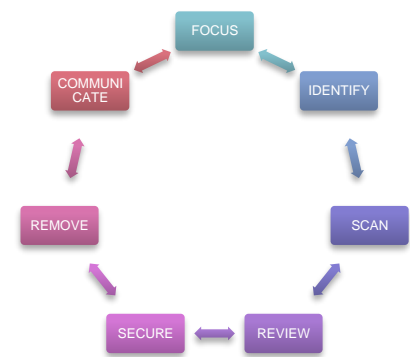 FOCUS
IDENTIFY
SCAN
REVIEW
SECURE
REMOVE
COMMUNI
CATE